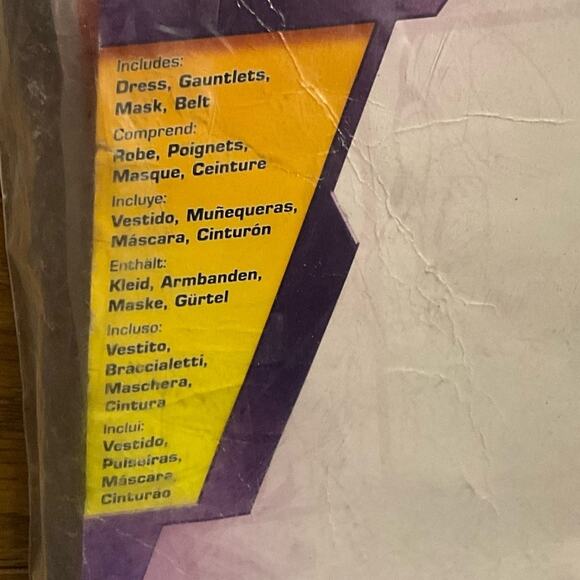 Includes:
Dress, Gauntlets,
Mask, Belt
Comprend:
Robe, Poignets,
Masque, Ceinture
Incluye:
Vestido, Muñequeras,
Máscara, Cinturón
Enthält:
Kleid, Armbanden,
Maske, Gürtel
Incluso:
Vestito,
Braccialetti,
Maschera,
Cintura
Inclui:
Vestido,
Pulseiras,
Máscara,
Cinturão